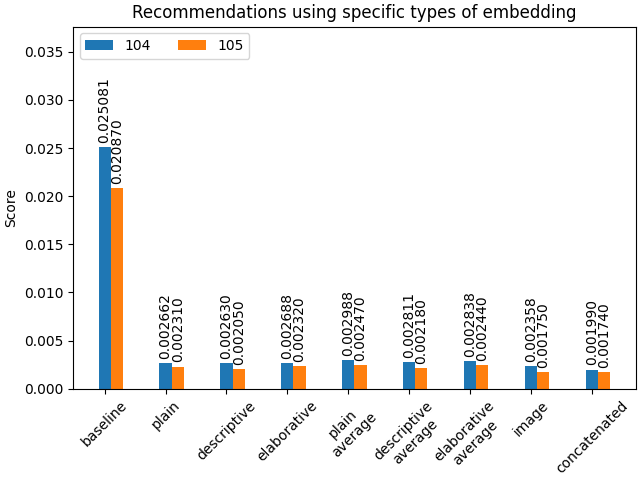 Recommendations using specific types of embedding
104
105
Score
0.035
0.030
0.025
0.020
0.015
0.010
0.005
0.000
0.025081
0.020870
0.002662
0.002310
0.002630
0.002050
0.002688
0.002320
0.002988
0.002470
0.002811
0.002180
0.002838
0.002440
0.002358
0.001750
0.001990
0.001740
baseline
plain
descriptive
elaborative
plain
average
descriptive
average
elaborative
average
image
concatenated